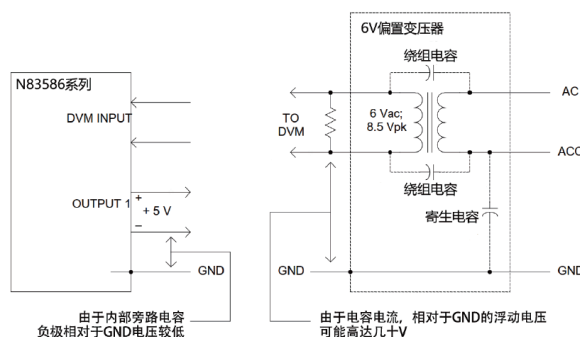 6V偏置变压器
N83586系列
绕组电容
DVM INPUT
TO
DVM
6 Vac;
8.5 Vpk
AC
ACC
绕组电容
OUTPUT 1
+
+ 5 V
–
寄生电容
GND
GND
GND
由于内部旁路电容
负极相对于GND电压较低
由于电容电流，相对于GND的浮动电压
可能高达几十V